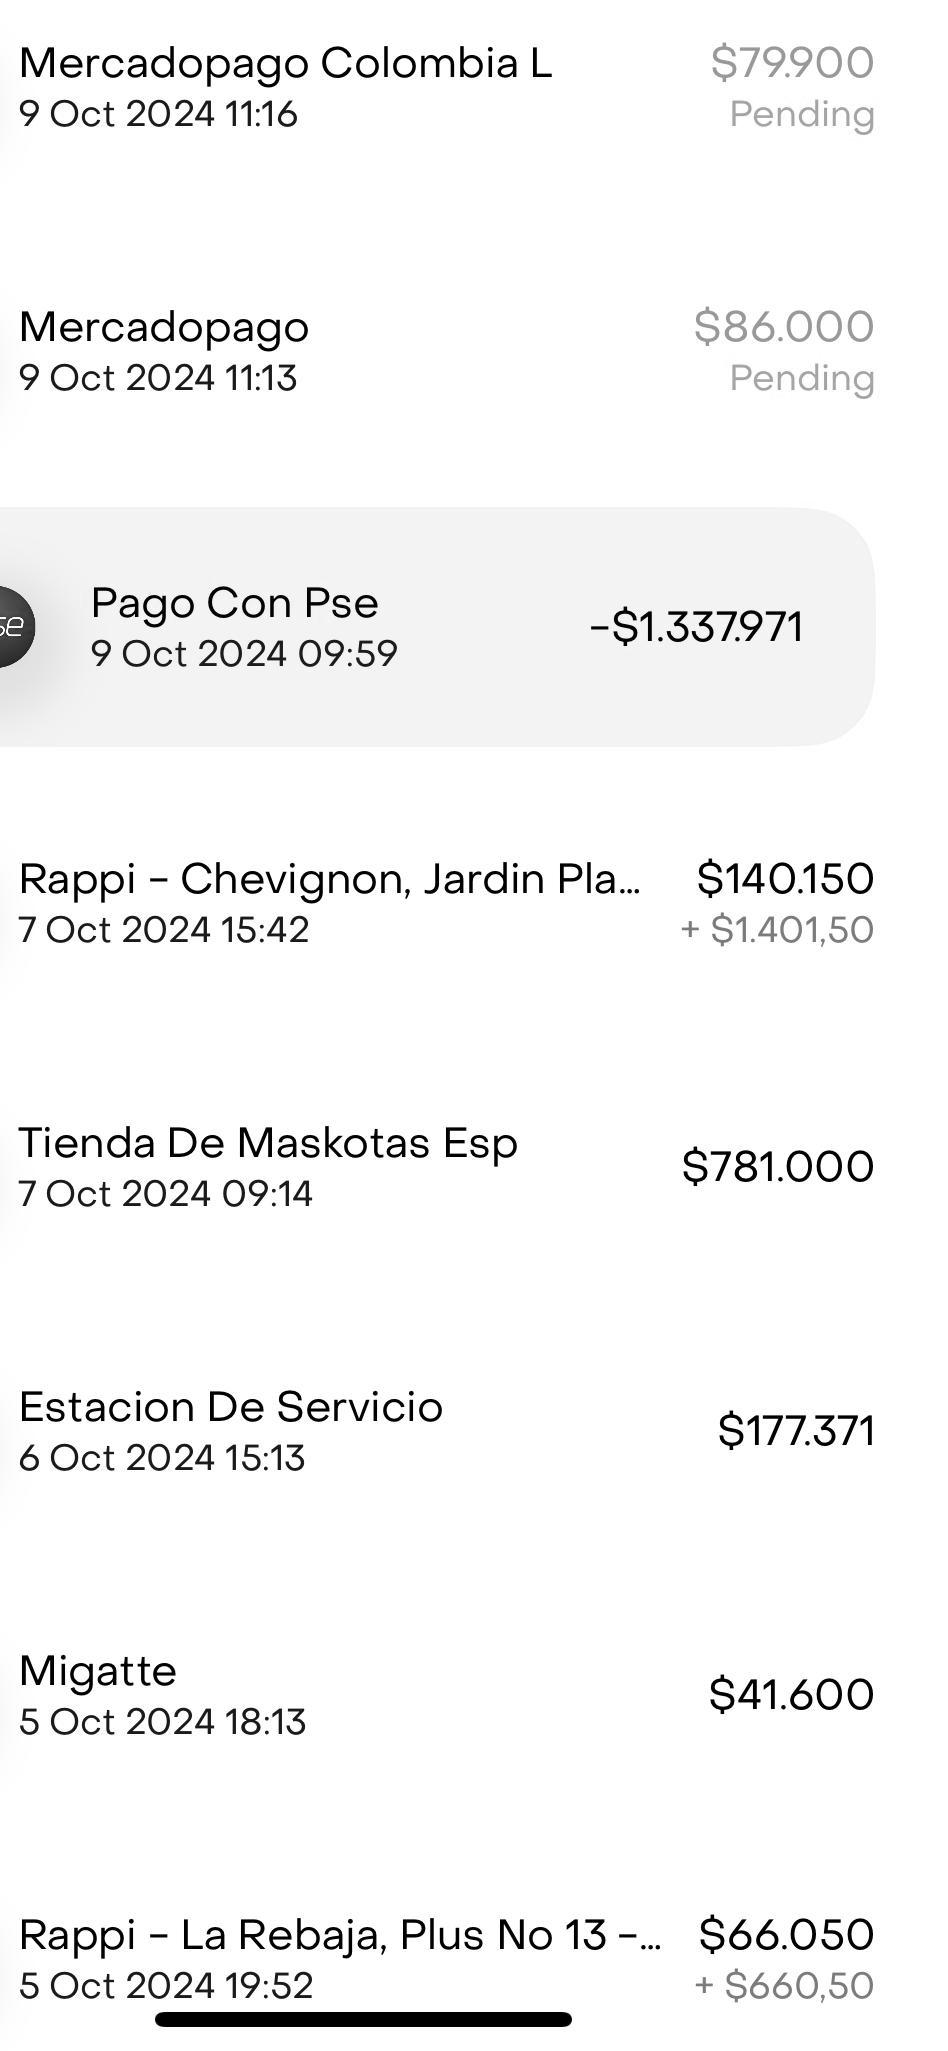 Mercadopago Colombia L $79.900
9 Oct 2024 11:16 Pending
Mercadopago $86.000
9 Oct 2024 11:13 Pending
Pago Con Pse -$1.337.971
9 Oct 2024 09:59
Rappi - Chevignon, Jardin Pla... $140.150
7 Oct 2024 15:42 + $1.401,50
Tienda De Maskotas Esp $781.000
7 Oct 2024 09:14
Estacion De Servicio $177.371
6 Oct 2024 15:13
Migatte $41.600
5 Oct 2024 18:13
Rappi - La Rebaja, Plus No 13 -... $66.050
5 Oct 2024 19:52 + $660,50